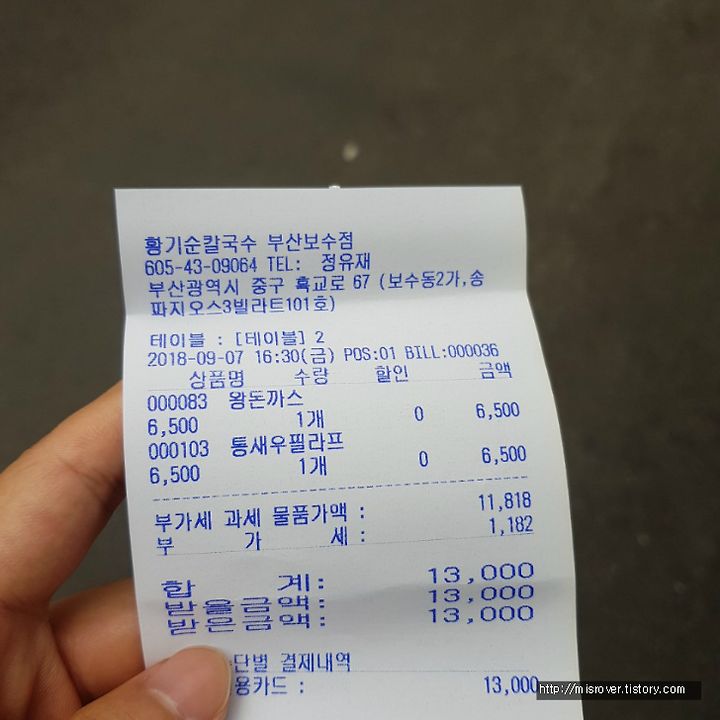 황기순칼국수 부산보수점
605-43-09064 TEL: 정유재
부산광역시 중구 흑교로 67 (보수동2가,송
파지오스3빌라트101호)
테이블 : [테이블] 2
2018-09-07 16:30(금) POS:01 BILL:000036
상품명 수량 할인 금액
000083 왕돈까스
6,500 1개 0 6,500
000103 통새우필라프
6,500 1개 0 6,500
부가세 과세 물품가액 : 11,818
부 가 세 : 1,182
합 계: 13,000
받을금액: 13,000
받은금액: 13,000
단별 결제내역
용카드 : 13,000
http://misrover.tistory.com